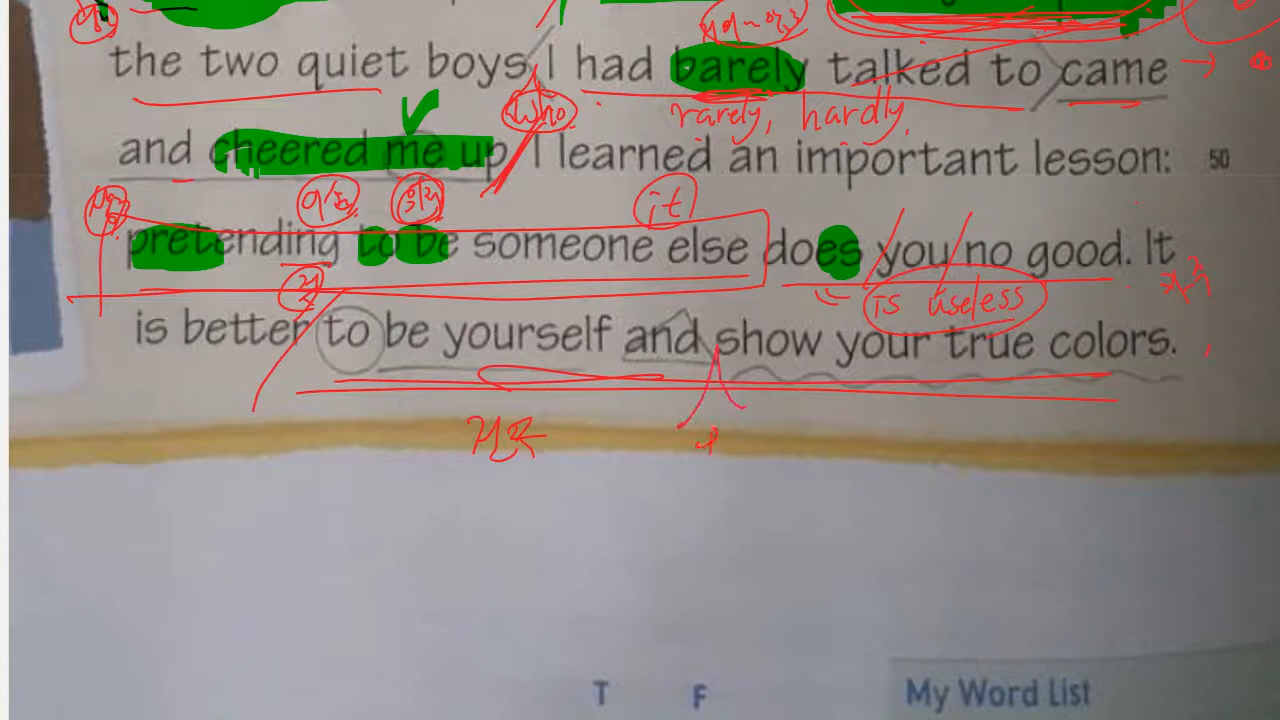 the two quiet boys I had barely talked to came
who
rarely, hardly,
and cheered me up. I learned an important lesson: 50
it
pretending to be someone else does you no good. It
is useless
is better to be yourself and show your true colors.
T F
My Word List